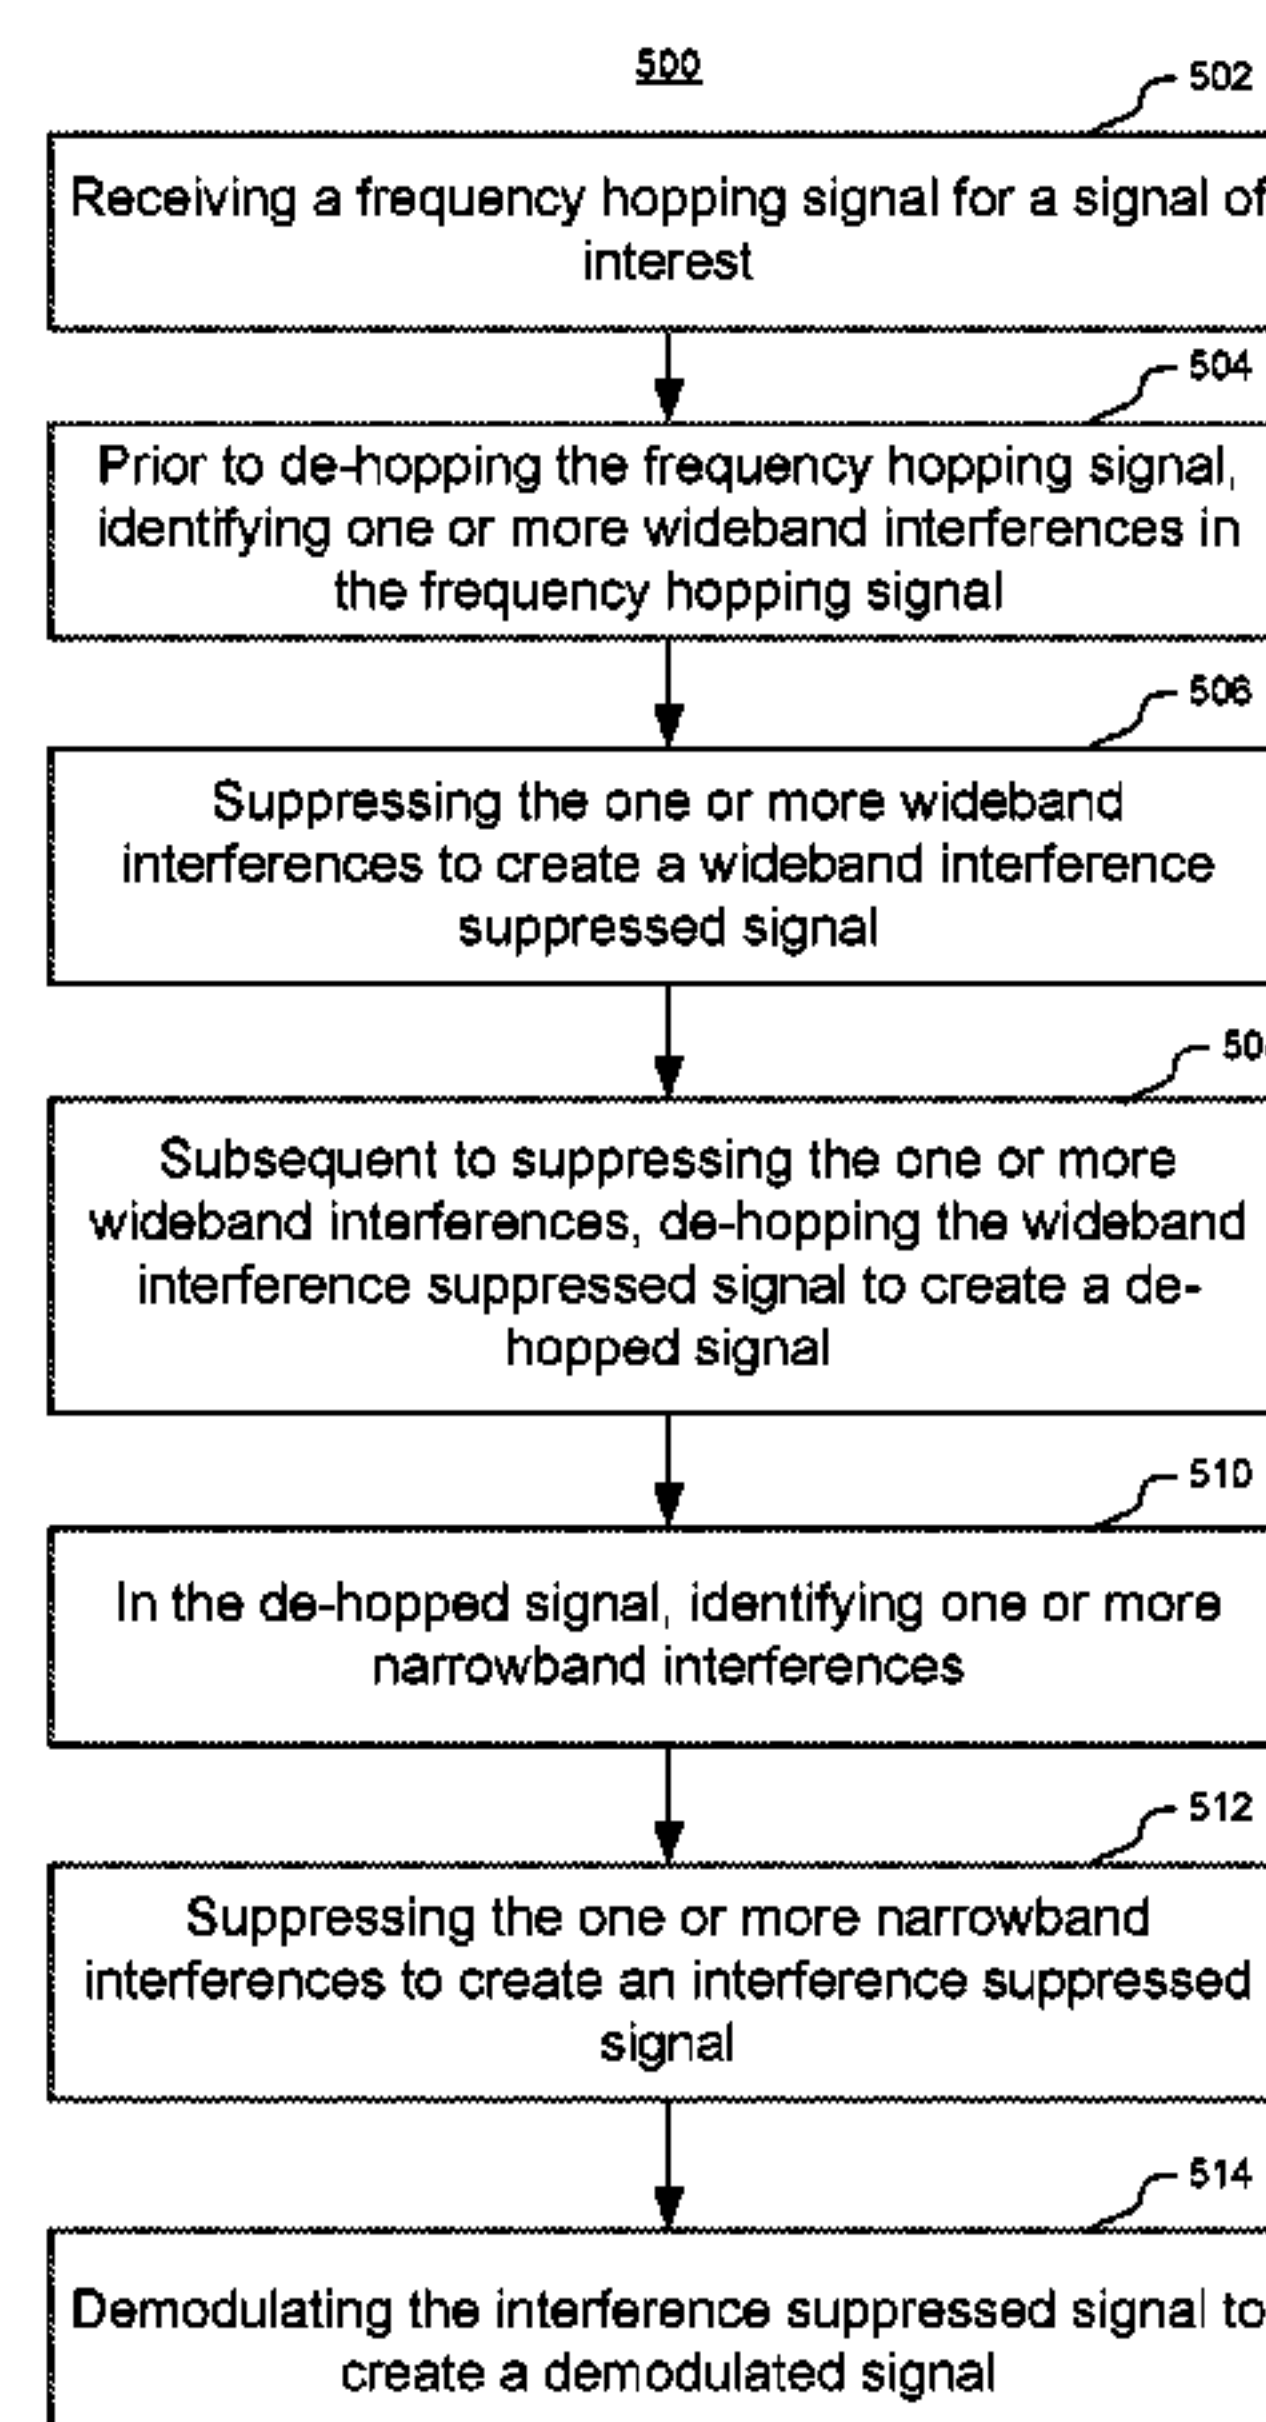 500
502
Receiving a frequency hopping signal for a signal of
interest
504
Prior to de-hopping the frequency hopping signal,
identifying one or more wideband interferences in
the frequency hopping signal
506
Suppressing the one or more wideband
interferences to create a wideband interference
suppressed signal
Subsequent to suppressing the one or more
wideband interferences, de-hopping the wideband
interference suppressed signal to create a de-
hopped signal
510
In the de-hopped signal, identifying one or more
narrowband interferences
512
Suppressing the one or more narrowband
interferences to create an interference suppressed
signal
514
Demodulating the interference suppressed signal to
create a demodulated signal